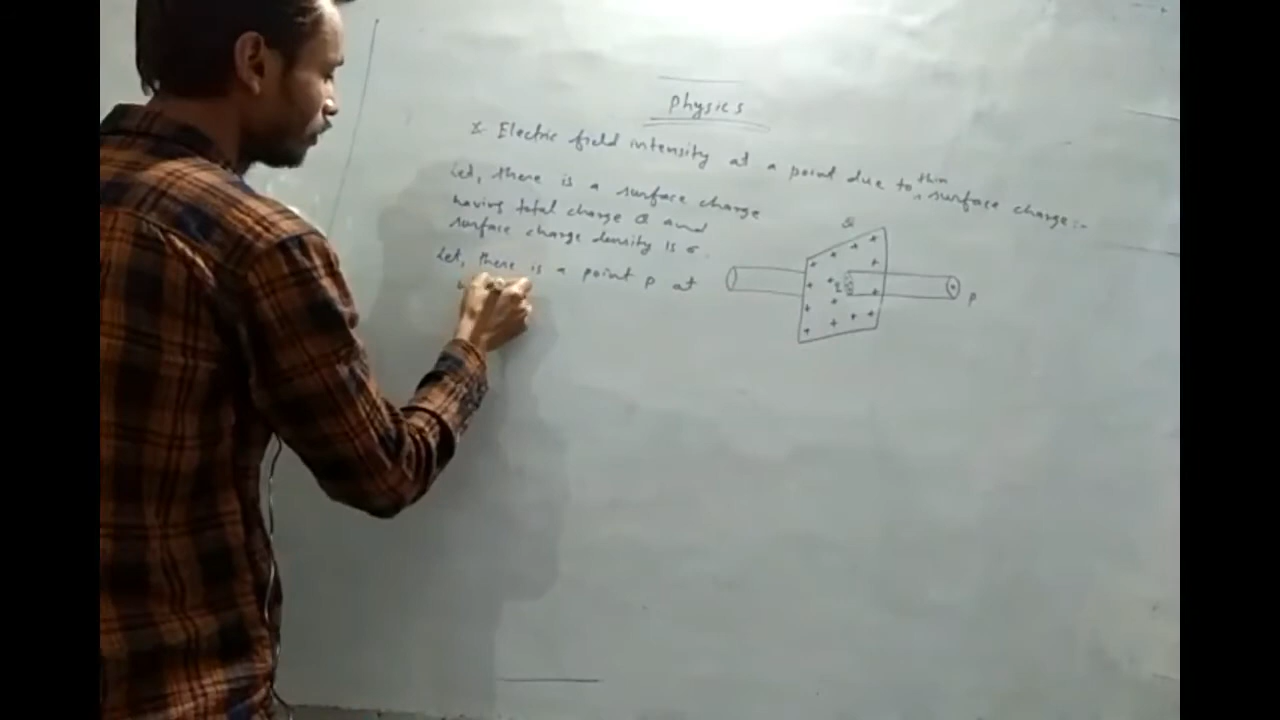 Physics
Electric field intensity at a point due to thin surface charge:-
Let, there is a surface charge
having total charge Q and
surface charge density is σ.
Let, there is a point P at
Q
P